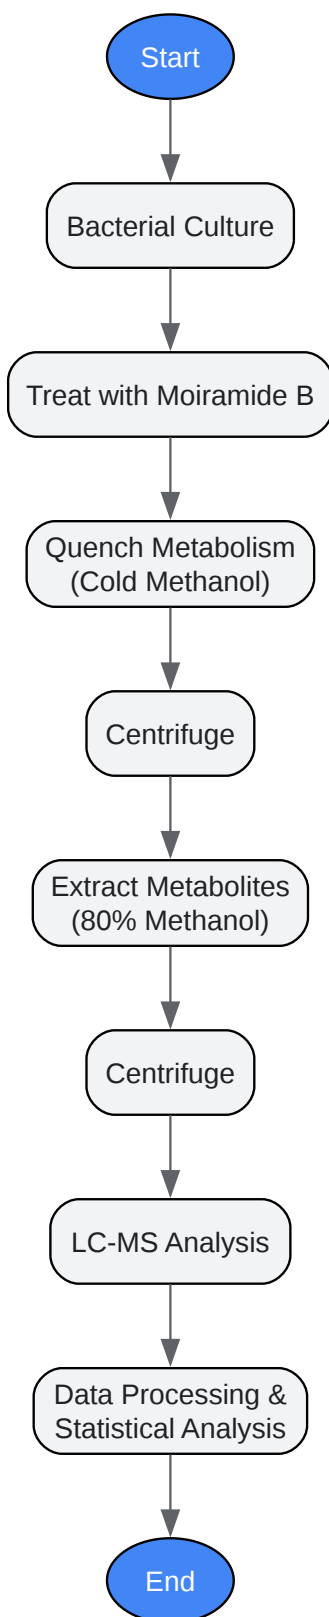 Start
Bacterial Culture
Treat with Moiramide B
Quench Metabolism
(Cold Methanol)
Centrifuge
Extract Metabolites
(80% Methanol)
Centrifuge
LC-MS Analysis
Data Processing &
Statistical Analysis
End